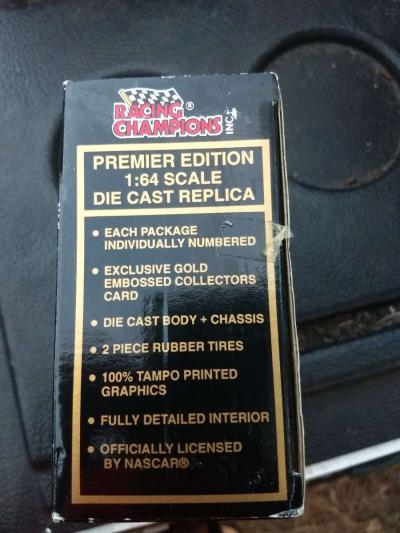 RACING®
CHAMPIONS INC.
PREMIER EDITION
1:64 SCALE
DIE CAST REPLICA
• EACH PACKAGE
INDIVIDUALLY NUMBERED
• EXCLUSIVE GOLD
EMBOSSED COLLECTORS
CARD
• DIE CAST BODY + CHASSIS
• 2 PIECE RUBBER TIRES
• 100% TAMPO PRINTED
GRAPHICS
• FULLY DETAILED INTERIOR
• OFFICIALLY LICENSED
BY NASCAR®